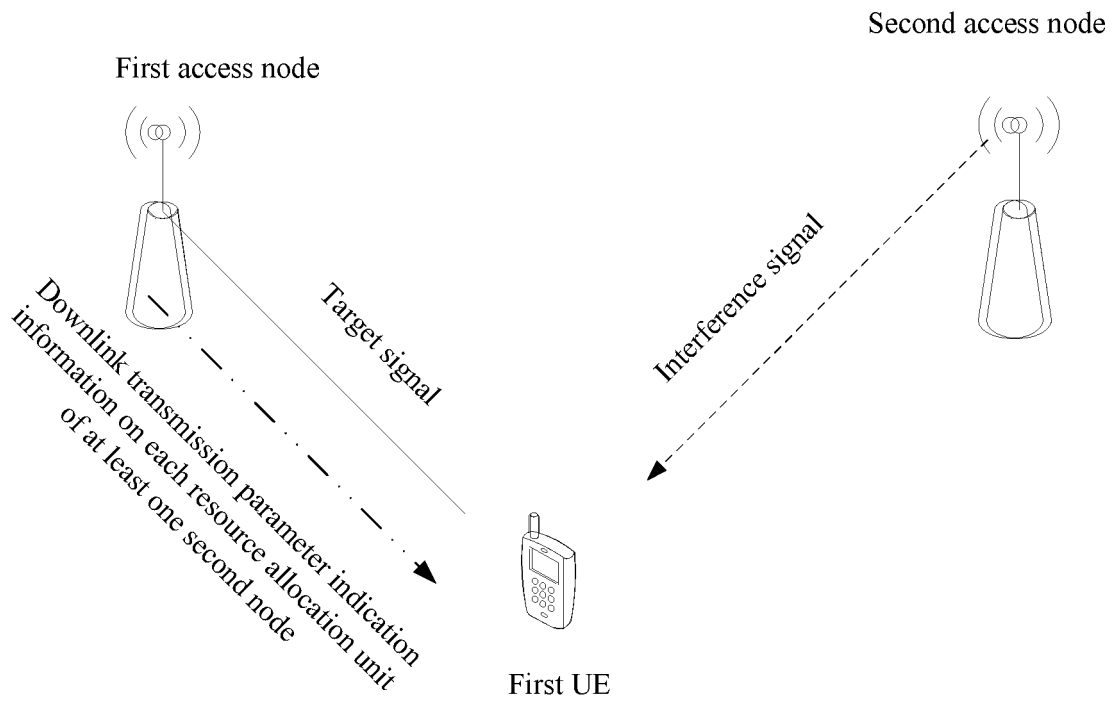 Second access node
First access node
Target signal
Interference signal
Downlink transmission parameter indication
information on each resource allocation unit
of at least one second node
First UE